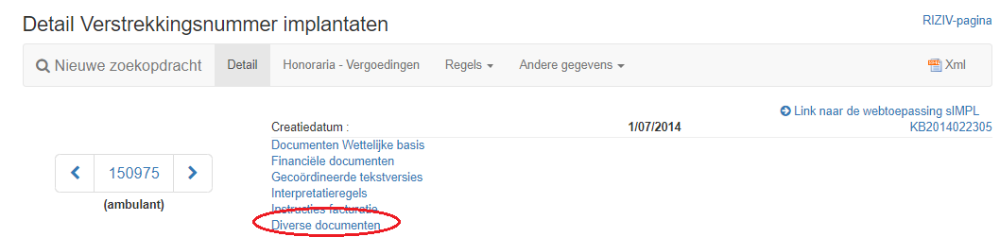 Detail Verstrekkingsnummer implantaten
RIZIV-pagina
Nieuwe zoekopdracht Detail Honoraria - Vergoedingen Regels Andere gegevens Xml
Link naar de webtoepassing sIMPL
Creatiedatum : 1/07/2014 KB2014022305
Documenten Wettelijke basis
Financiële documenten
Gecoördineerde tekstversies
Interpretatieregels
Instructies facturatie
Diverse documenten
150975
(ambulant)